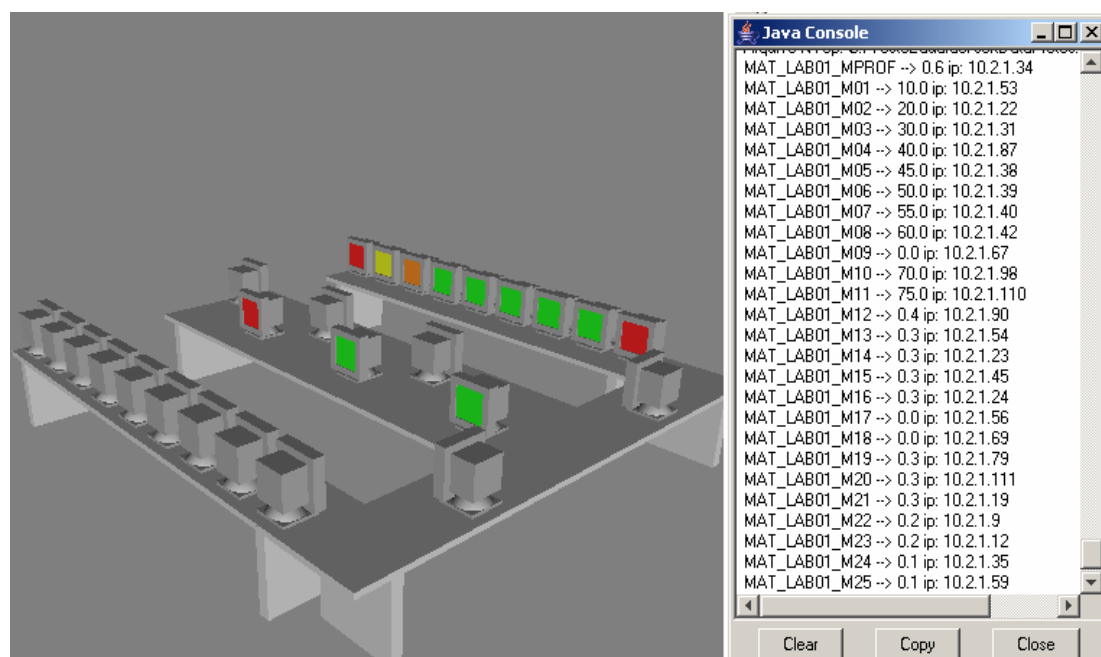 Java Console
MAT_LAB01_MPROF --> 0.6 ip: 10.2.1.34
MAT_LAB01_M01 --> 10.0 ip: 10.2.1.53
MAT_LAB01_M02 --> 20.0 ip: 10.2.1.22
MAT_LAB01_M03 --> 30.0 ip: 10.2.1.31
MAT_LAB01_M04 --> 40.0 ip: 10.2.1.87
MAT_LAB01_M05 --> 45.0 ip: 10.2.1.38
MAT_LAB01_M06 --> 50.0 ip: 10.2.1.39
MAT_LAB01_M07 --> 55.0 ip: 10.2.1.40
MAT_LAB01_M08 --> 60.0 ip: 10.2.1.42
MAT_LAB01_M09 --> 0.0 ip: 10.2.1.67
MAT_LAB01_M10 --> 70.0 ip: 10.2.1.98
MAT_LAB01_M11 --> 75.0 ip: 10.2.1.110
MAT_LAB01_M12 --> 0.4 ip: 10.2.1.90
MAT_LAB01_M13 --> 0.3 ip: 10.2.1.54
MAT_LAB01_M14 --> 0.3 ip: 10.2.1.23
MAT_LAB01_M15 --> 0.3 ip: 10.2.1.45
MAT_LAB01_M16 --> 0.3 ip: 10.2.1.24
MAT_LAB01_M17 --> 0.0 ip: 10.2.1.56
MAT_LAB01_M18 --> 0.0 ip: 10.2.1.69
MAT_LAB01_M19 --> 0.3 ip: 10.2.1.79
MAT_LAB01_M20 --> 0.3 ip: 10.2.1.111
MAT_LAB01_M21 --> 0.3 ip: 10.2.1.19
MAT_LAB01_M22 --> 0.2 ip: 10.2.1.9
MAT_LAB01_M23 --> 0.2 ip: 10.2.1.12
MAT_LAB01_M24 --> 0.1 ip: 10.2.1.35
MAT_LAB01_M25 --> 0.1 ip: 10.2.1.59
Clear Copy Close